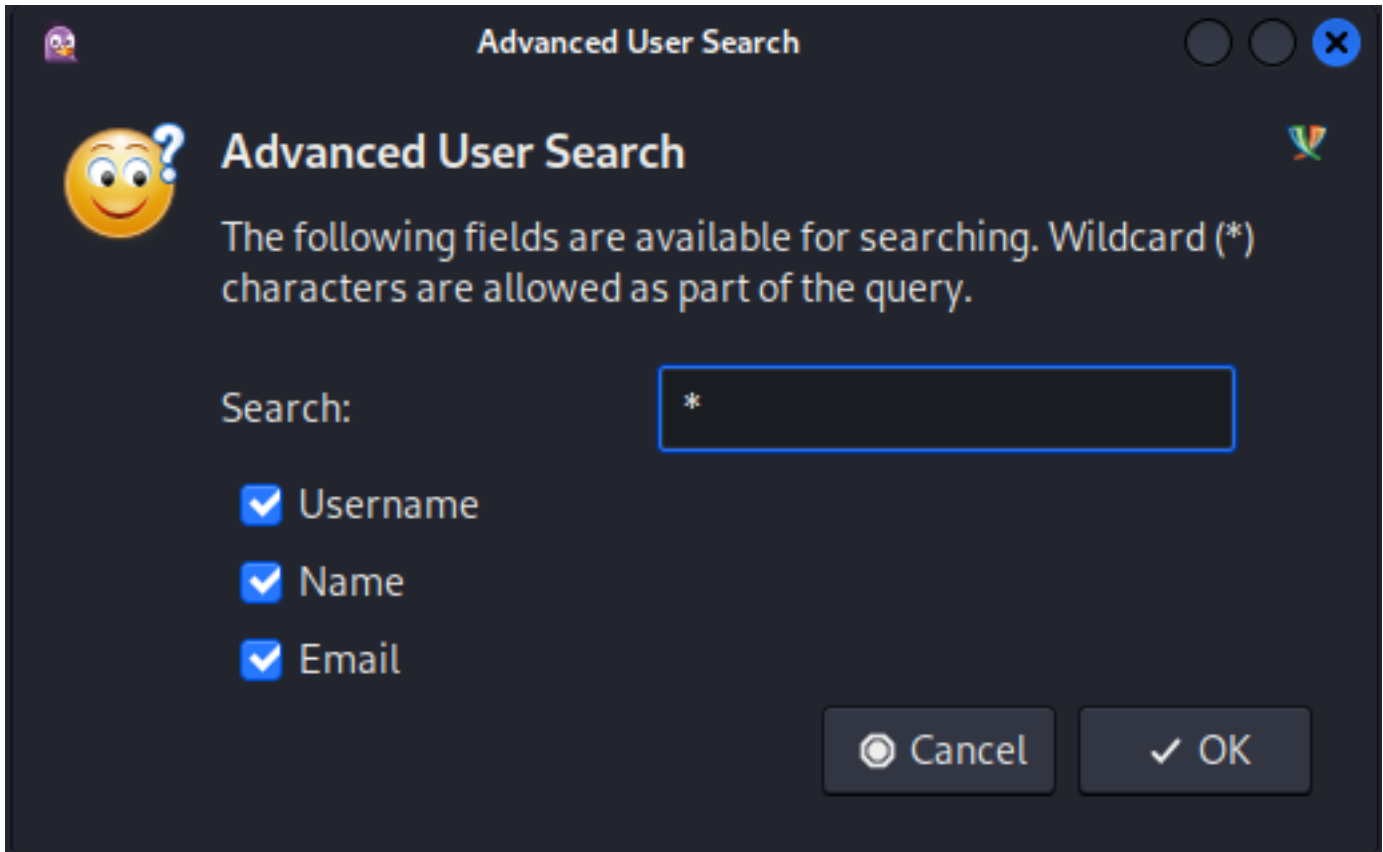 Advanced User Search
Advanced User Search
The following fields are available for searching. Wildcard (*)
characters are allowed as part of the query.
Search: *
Username
Name
Email
Cancel OK